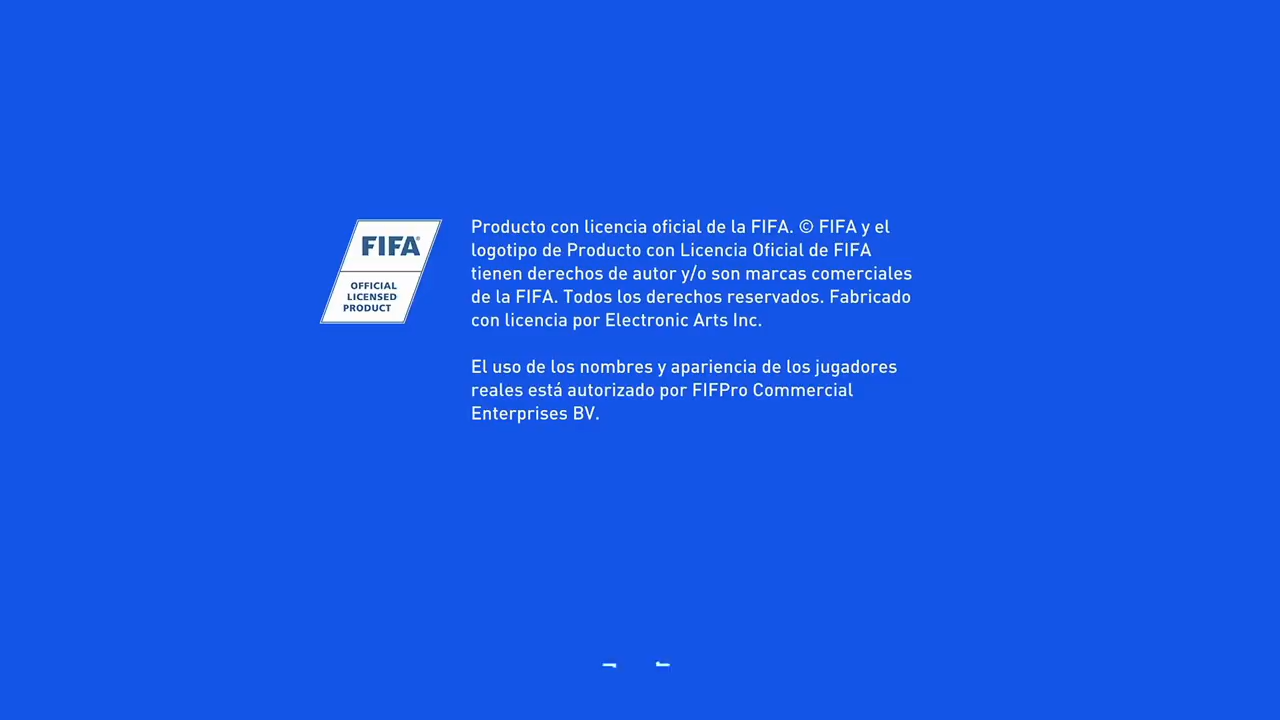 FIFA®
OFFICIAL
LICENSED
PRODUCT
Producto con licencia oficial de la FIFA. © FIFA y el
logotipo de Producto con Licencia Oficial de FIFA
tienen derechos de autor y/o son marcas comerciales
de la FIFA. Todos los derechos reservados. Fabricado
con licencia por Electronic Arts Inc.
El uso de los nombres y apariencia de los jugadores
reales está autorizado por FIFPro Commercial
Enterprises BV.